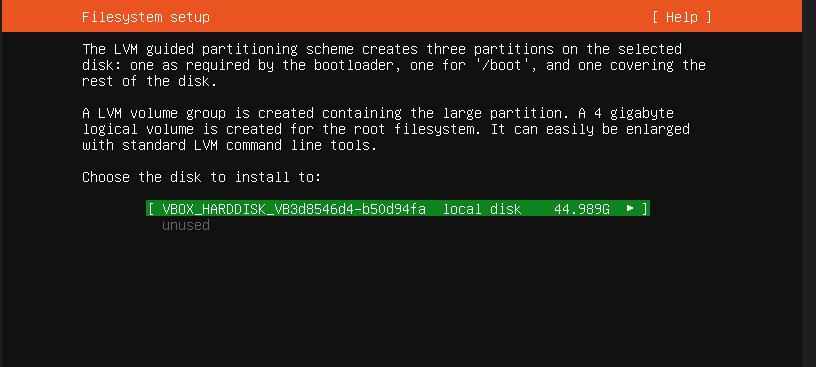 Filesystem setup [ Help ]
The LVM guided partitioning scheme creates three partitions on the selected
disk: one as required by the bootloader, one for '/boot', and one covering the
rest of the disk.
A LVM volume group is created containing the large partition. A 4 gigabyte
logical volume is created for the root filesystem. It can easily be enlarged
with standard LVM command line tools.
Choose the disk to install to:
[ VBOX_HARDDISK_VB3d8546d4-b50d94fa local disk 44.989G ▸ ]
unused